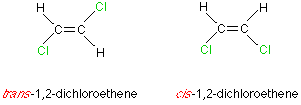 H Cl
C=C
Cl H
H H
C=C
Cl Cl
trans-1,2-dichloroethene
cis-1,2-dichloroethene